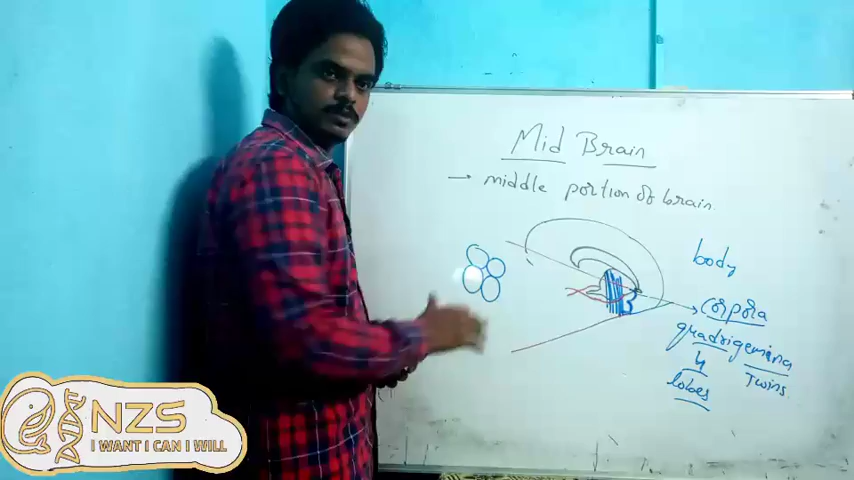 Mid Brain
→ middle portion of brain
body
corpora
quadrigemina
4
lobes
Twins
NZS
I WANT I CAN I WILL